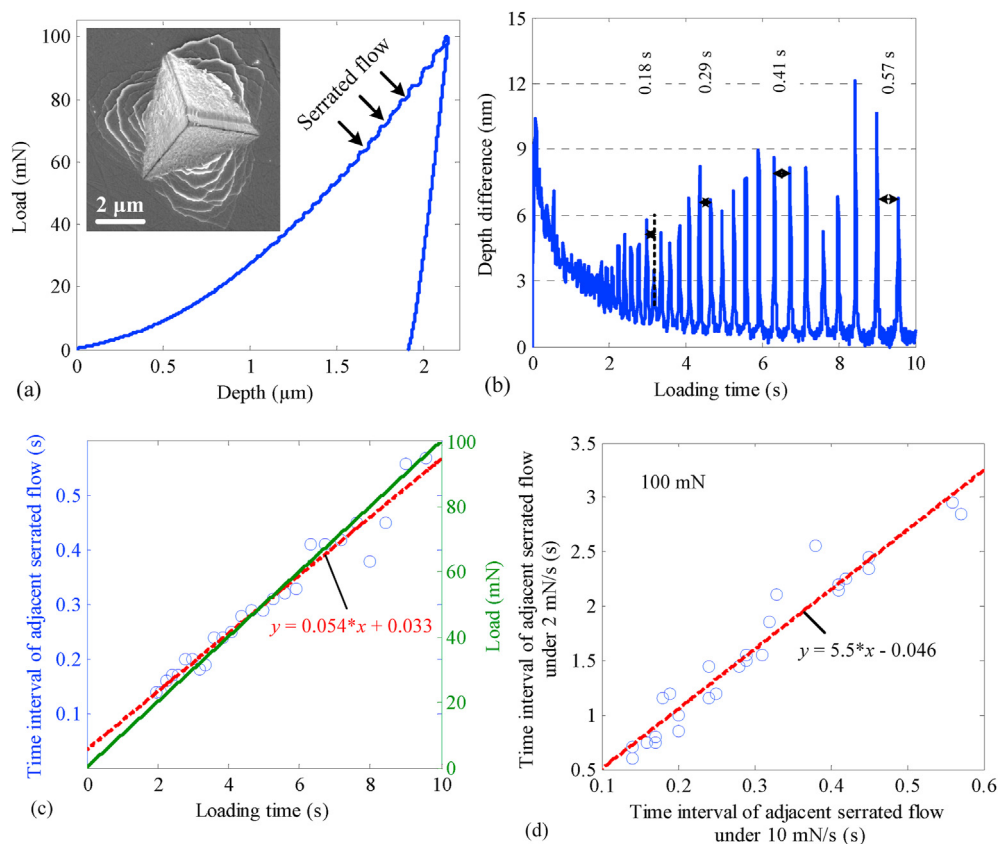 100
80
60
40
20
0
Load (mN)
Serrated flow
2 µm
0
0.5
1
1.5
2
Depth (µm)
(a)
15
12
9
6
3
0
Depth difference (nm)
0.18 s
0.29 s
0.41 s
0.57 s
0
2
4
6
8
10
Loading time (s)
(b)
Time interval of adjacent serrated flow (s)
0.5
0.4
0.3
0.2
0.1
y = 0.054*x + 0.033
100
80
60
40
20
0
Load (mN)
0
2
4
6
8
10
Loading time (s)
(c)
Time interval of adjacent serrated flow
under 2 mN/s (s)
3.5
3
2.5
2
1.5
1
0.5
100 mN
y = 5.5*x - 0.046
0.1
0.2
0.3
0.4
0.5
0.6
Time interval of adjacent serrated flow
under 10 mN/s (s)
(d)